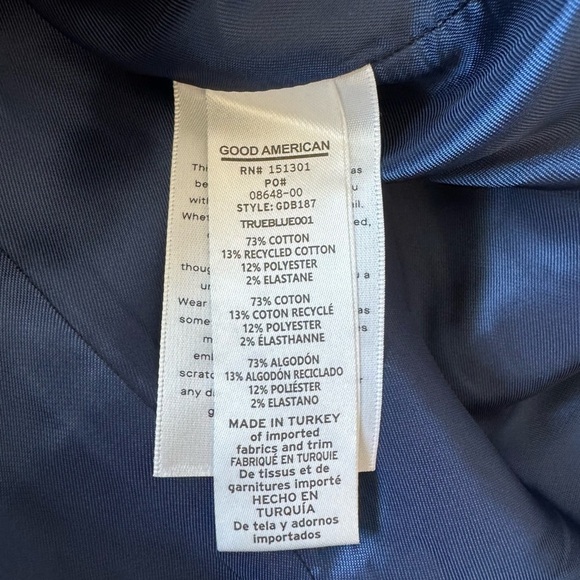 GOOD AMERICAN
RN# 151301
PO#
08648-00
STYLE:GDB187
TRUEBLUE001
73% COTTON
13% RECYCLED COTTON
12% POLYESTER
2% ELASTANE
73% COTON
13% COTON RECYCLÉ
12% POLYESTER
2% ÉLASTHANNE
73% ALGODÓN
13% ALGODÓN RECICLADO
12% POLIÉSTER
2% ELASTANO
MADE IN TURKEY
of imported
fabrics and trim
FABRIQUÉ EN TURQUIE
De tissus et de
garnitures importé
HECHO EN
TURQUÍA
De tela y adornos
importados
Wear
any